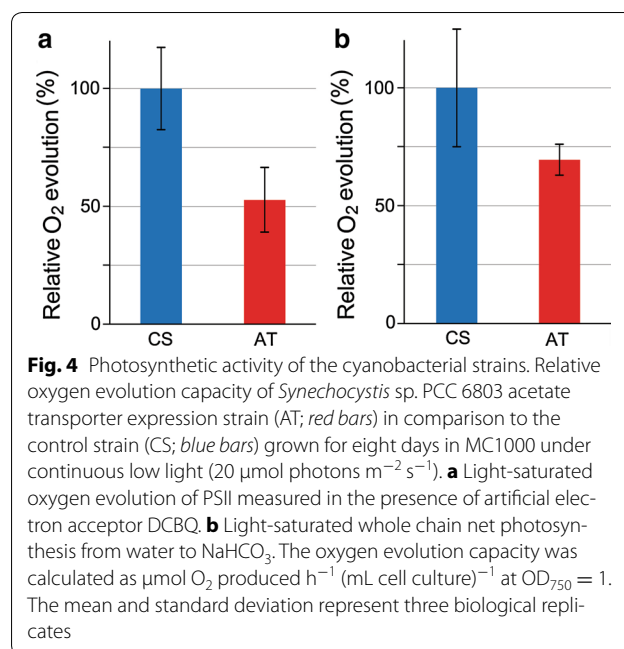 a
b
Relative O₂ evolution (%)
100
50
0
CS
AT
Relative O₂ evolution (%)
100
50
0
CS
AT
Fig. 4 Photosynthetic activity of the cyanobacterial strains. Relative
oxygen evolution capacity of Synechocystis sp. PCC 6803 acetate
transporter expression strain (AT; red bars) in comparison to the
control strain (CS; blue bars) grown for eight days in MC1000 under
continuous low light (20 μmol photons m⁻² s⁻¹). a Light-saturated
oxygen evolution of PSII measured in the presence of artificial elec-
tron acceptor DCBQ. b Light-saturated whole chain net photosyn-
thesis from water to NaHCO₃. The oxygen evolution capacity was
calculated as μmol O₂ produced h⁻¹ (mL cell culture)⁻¹ at OD₇₅₀ = 1.
The mean and standard deviation represent three biological repli-
cates